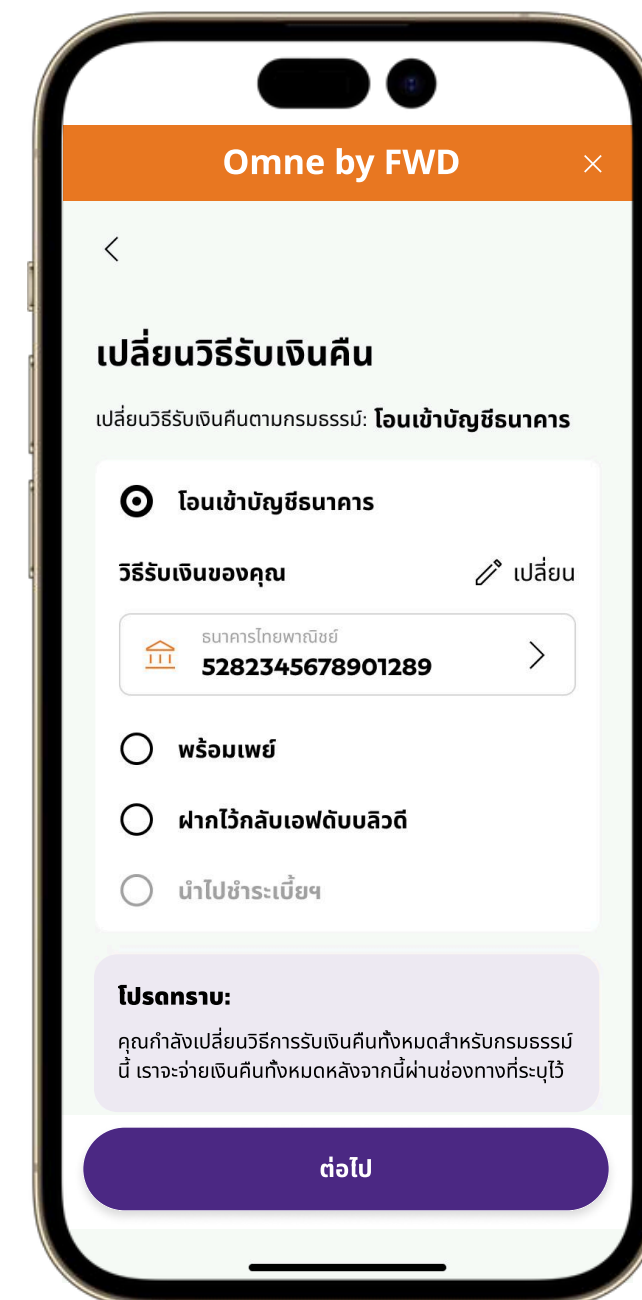 Omne by FWD
เปลี่ยนวิธีรับเงินคืน
เปลี่ยนวิธีรับเงินคืนตามกรมธรรม์: โอนเข้าบัญชีธนาคาร
โอนเข้าบัญชีธนาคาร
วิธีรับเงินของคุณ เปลี่ยน
ธนาคารไทยพาณิชย์
5282345678901289
พร้อมเพย์
ฝากไว้กลับเอฟดับบลิวดี
นำไปชำระเบี้ยฯ
โปรดทราบ:
คุณกำลังเปลี่ยนวิธีการรับเงินคืนทั้งหมดสำหรับกรมธรรม์
นี้ เราจะจ่ายเงินคืนทั้งหมดหลังจากนี้ผ่านช่องทางที่ระบุไว้
ต่อไป